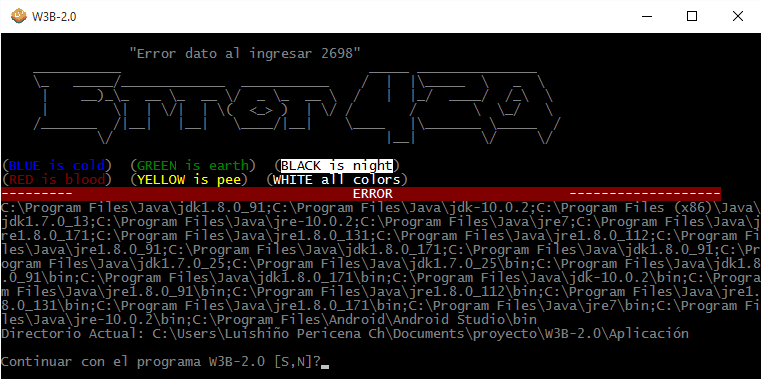 W3B-2.0
"Error dato al ingresar 2698"
Error 420
(BLUE is cold) (GREEN is earth) (BLACK is night)
(RED is blood) (YELLOW is pee) (WHITE all colors)
--------- ERROR -------------------
C:\Program Files\Java\jdk1.8.0_91;C:\Program Files\Java\jdk-10.0.2;C:\Program Files (x86)\Java\
jdk1.7.0_13;C:\Program Files\Java\jre-10.0.2;C:\Program Files\Java\jre7;C:\Program Files\Java\j
re1.8.0_171;C:\Program Files\Java\jre1.8.0_131;C:\Program Files\Java\jre1.8.0_112;C:\Program Fi
les\Java\jre1.8.0_91;C:\Program Files\Java\jdk1.8.0_171;C:\Program Files\Java\jdk1.8.0_91;C:\Pr
ogram Files\Java\jdk1.7.0_25;C:\Program Files\Java\jdk1.7.0_25\bin;C:\Program Files\Java\jdk1.8
.0_91\bin;C:\Program Files\Java\jdk1.8.0_171\bin;C:\Program Files\Java\jdk-10.0.2\bin;C:\Progra
m Files\Java\jre1.8.0_91\bin;C:\Program Files\Java\jre1.8.0_112\bin;C:\Program Files\Java\jre1.
8.0_131\bin;C:\Program Files\Java\jre1.8.0_171\bin;C:\Program Files\Java\jre7\bin;C:\Program Fi
les\Java\jre-10.0.2\bin;C:\Program Files\Android\Android Studio\bin
Directorio Actual: C:\Users\Luishiño Pericena Ch\Documents\proyecto\W3B-2.0\Aplicación
Continuar con el programa W3B-2.0 [S,N]?